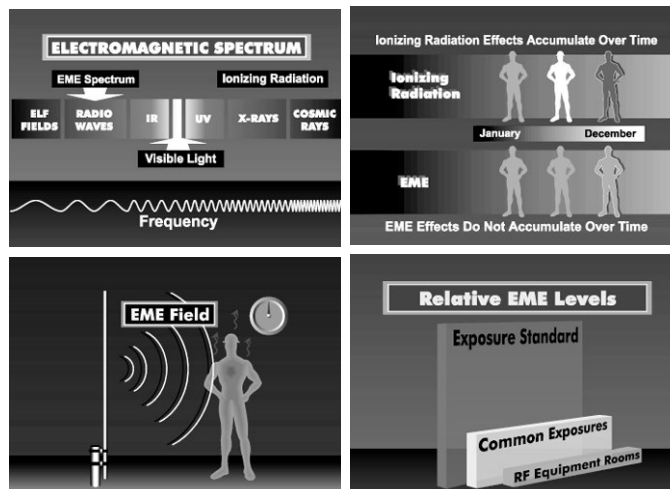 ELECTROMAGNETIC SPECTRUM
EME Spectrum
Ionizing Radiation
ELF
FIELDS
RADIO
WAVES
IR
UV
X-RAYS
COSMIC
RAYS
Visible Light
Frequency
Ionizing Radiation Effects Accumulate Over Time
Ionizing
Radiation
January
December
EME
EME Effects Do Not Accumulate Over Time
EME Field
Relative EME Levels
Exposure Standard
Common Exposures
RF Equipment Rooms